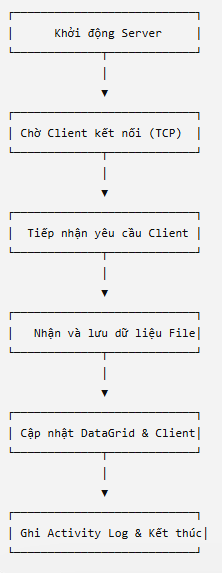 Khởi động Server
Chờ Client kết nối (TCP)
Tiếp nhận yêu cầu Client
Nhận và lưu dữ liệu File
Cập nhật DataGrid & Client
Ghi Activity Log & Kết thúc